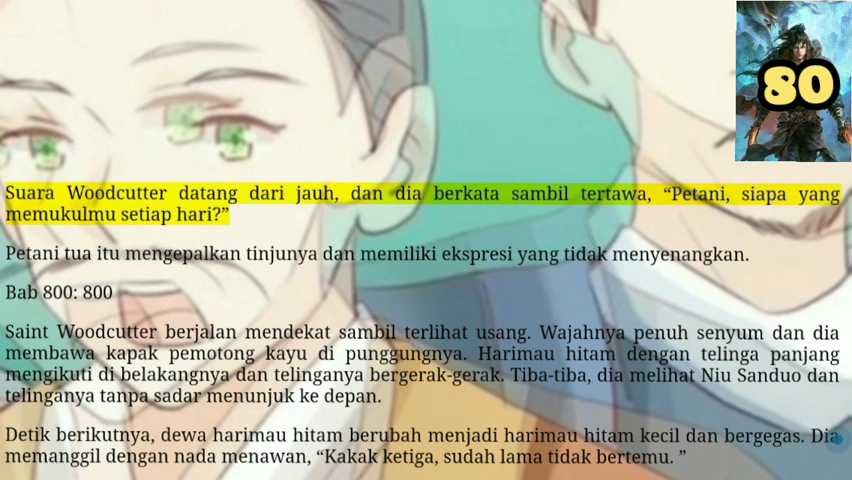 80
Suara Woodcutter datang dari jauh, dan dia berkata sambil tertawa, “Petani, siapa yang
memukulmu setiap hari?”
Petani tua itu mengepalkan tinjunya dan memiliki ekspresi yang tidak menyenangkan.
Bab 800: 800
Saint Woodcutter berjalan mendekat sambil terlihat usang. Wajahnya penuh senyum dan dia
membawa kapak pemotong kayu di punggungnya. Harimau hitam dengan telinga panjang
mengikuti di belakangnya dan telinganya bergerak-gerak. Tiba-tiba, dia melihat Niu Sanduo dan
telinganya tanpa sadar menunjuk ke depan.
Detik berikutnya, dewa harimau hitam berubah menjadi harimau hitam kecil dan bergegas. Dia
memanggil dengan nada menawan, “Kakak ketiga, sudah lama tidak bertemu. ”